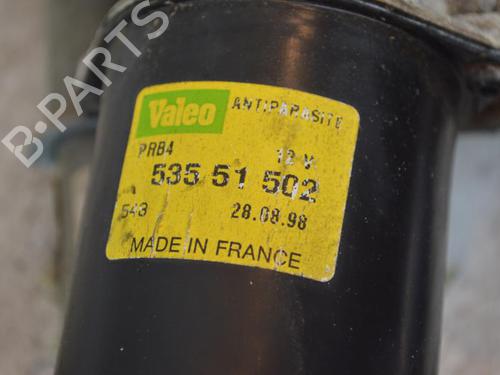 B-PARTS
Valeo ANTIPARASITE
PRB4 12 V
535 51 502
543 28.08.98
MADE IN FRANCE